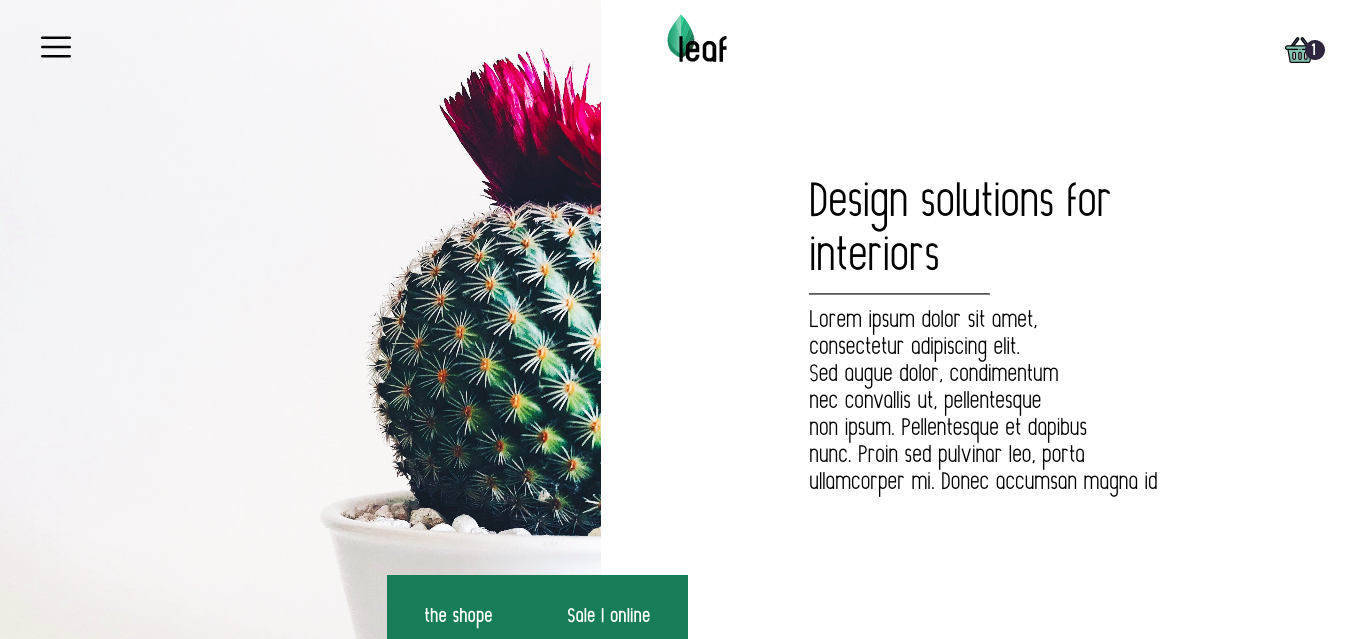 leaf
1
Design solutions for
interiors
Lorem ipsum dolor sit amet,
consectetur adipiscing elit.
Sed augue dolor, condimentum
nec convallis ut, pellentesque
non ipsum. Pellentesque et dapibus
nunc. Proin sed pulvinar leo, porta
ullamcorper mi. Donec accumsan magna id
the shope
Sale | online